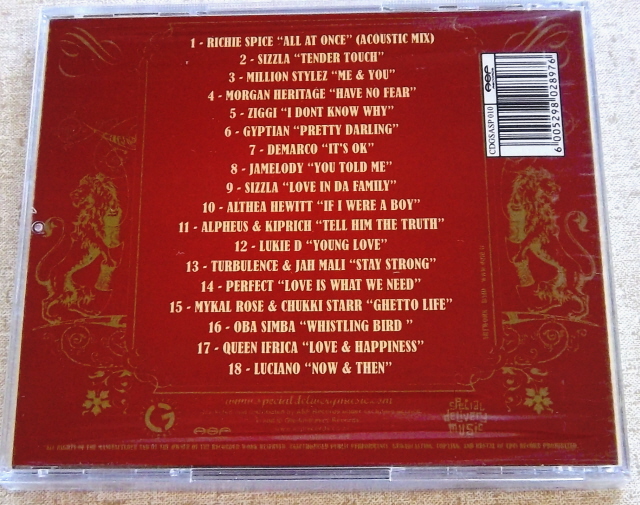 1 - RICHIE SPICE “ALL AT ONCE” (ACOUSTIC MIX)
2 - SIZZLA “TENDER TOUCH”
3 - MILLION STYLEZ “ME & YOU”
4 - MORGAN HERITAGE “HAVE NO FEAR”
5 - ZIGGI “I DONT KNOW WHY”
6 - GYPTIAN “PRETTY DARLING”
7 - DEMARCO “IT'S OK”
8 - JAMELODY “YOU TOLD ME”
9 - SIZZLA “LOVE IN DA FAMILY”
10 - ALTHEA HEWITT “IF I WERE A BOY”
11 - ALPHEUS & KIPRICH “TELL HIM THE TRUTH”
12 - LUKIE D “YOUNG LOVE”
13 - TURBULENCE & JAH MALI “STAY STRONG”
14 - PERFECT “LOVE IS WHAT WE NEED”
15 - MYKAL ROSE & CHUKKI STARR “GHETTO LIFE”
16 - OBA SIMBA “WHISTLING BIRD ”
17 - QUEEN IFRICA “LOVE & HAPPINESS”
18 - LUCIANO “NOW & THEN”
CDGSASP 010
6 005298 028976
special
delivery
music